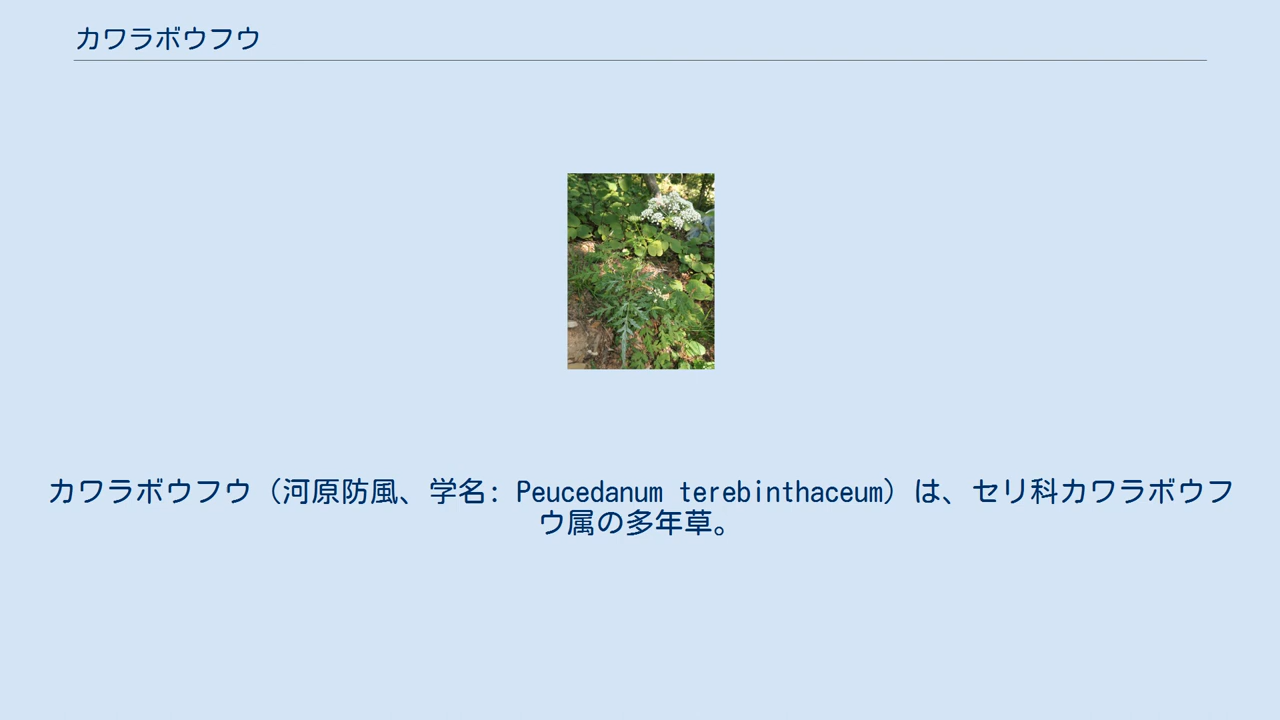 カワラボウフウ
カワラボウフウ（河原防風、学名: Peucedanum terebinthaceum）は、セリ科カワラボウフ
ウ属の多年草。